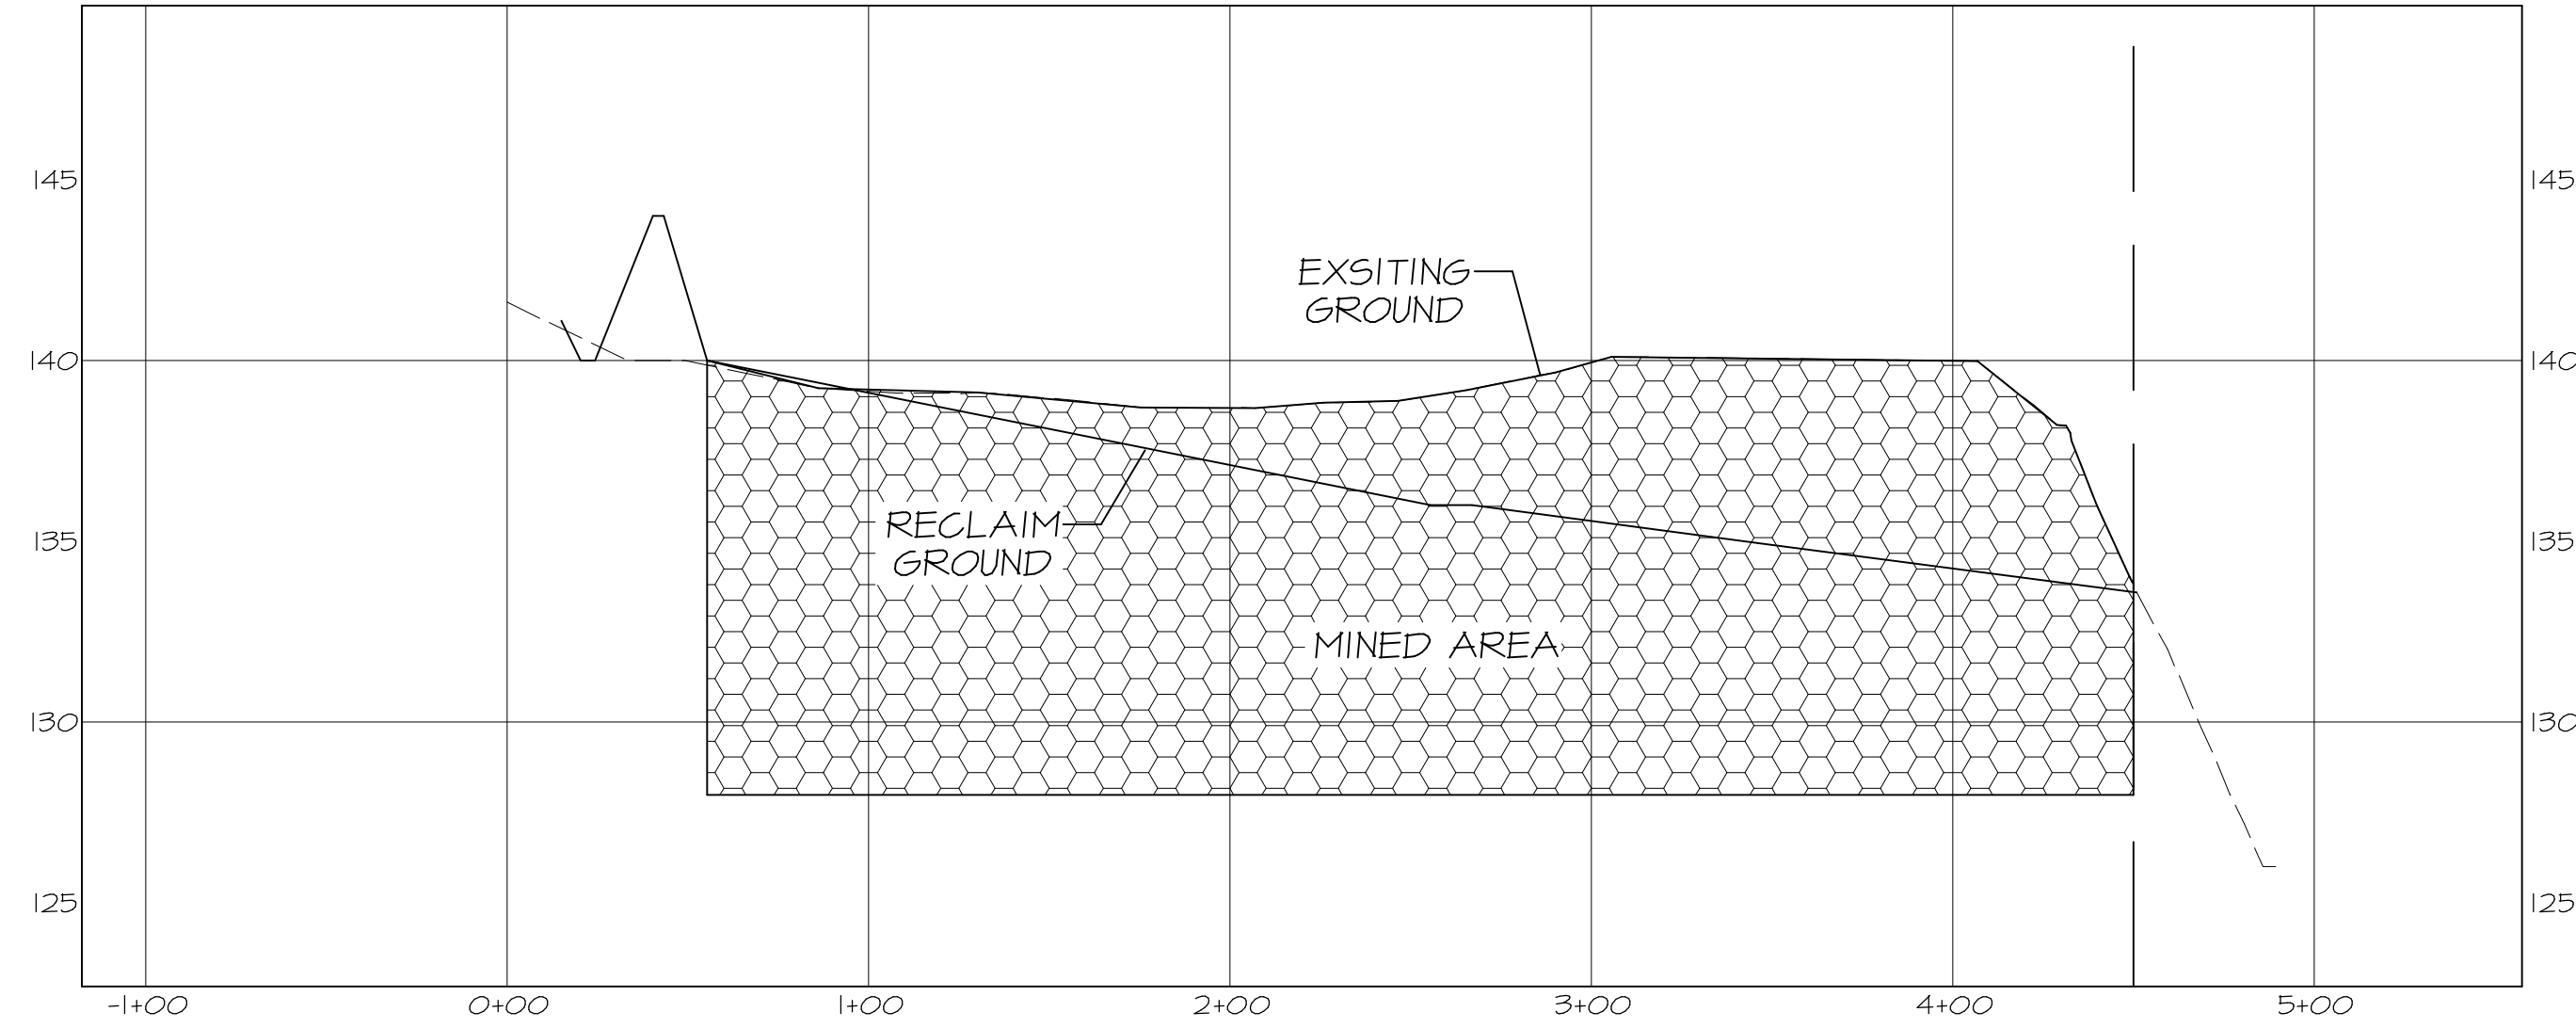 145 145
EXSITING
GROUND
140 140
RECLAIM
GROUND
135 135
MINED AREA
130 130
125 125
-1+00 0+00 1+00 2+00 3+00 4+00 5+00